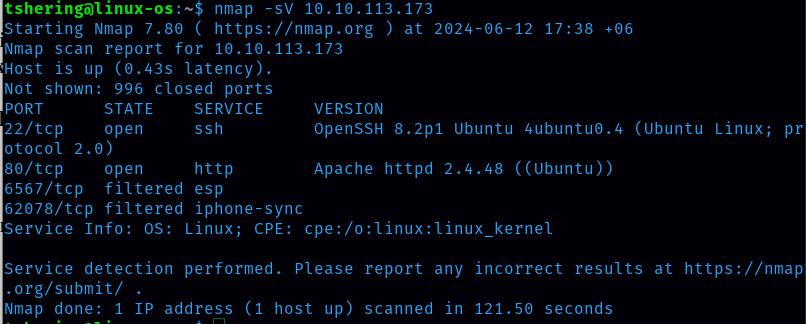 tshering@linux-os:~$ nmap -sV 10.10.113.173
Starting Nmap 7.80 ( https://nmap.org ) at 2024-06-12 17:38 +06
Nmap scan report for 10.10.113.173
Host is up (0.43s latency).
Not shown: 996 closed ports
PORT      STATE    SERVICE     VERSION
22/tcp    open     ssh         OpenSSH 8.2p1 Ubuntu 4ubuntu0.4 (Ubuntu Linux; pr
otocol 2.0)
80/tcp    open     http        Apache httpd 2.4.48 ((Ubuntu))
6567/tcp  filtered esp
62078/tcp filtered iphone-sync
Service Info: OS: Linux; CPE: cpe:/o:linux:linux_kernel

Service detection performed. Please report any incorrect results at https://nmap
.org/submit/ .
Nmap done: 1 IP address (1 host up) scanned in 121.50 seconds